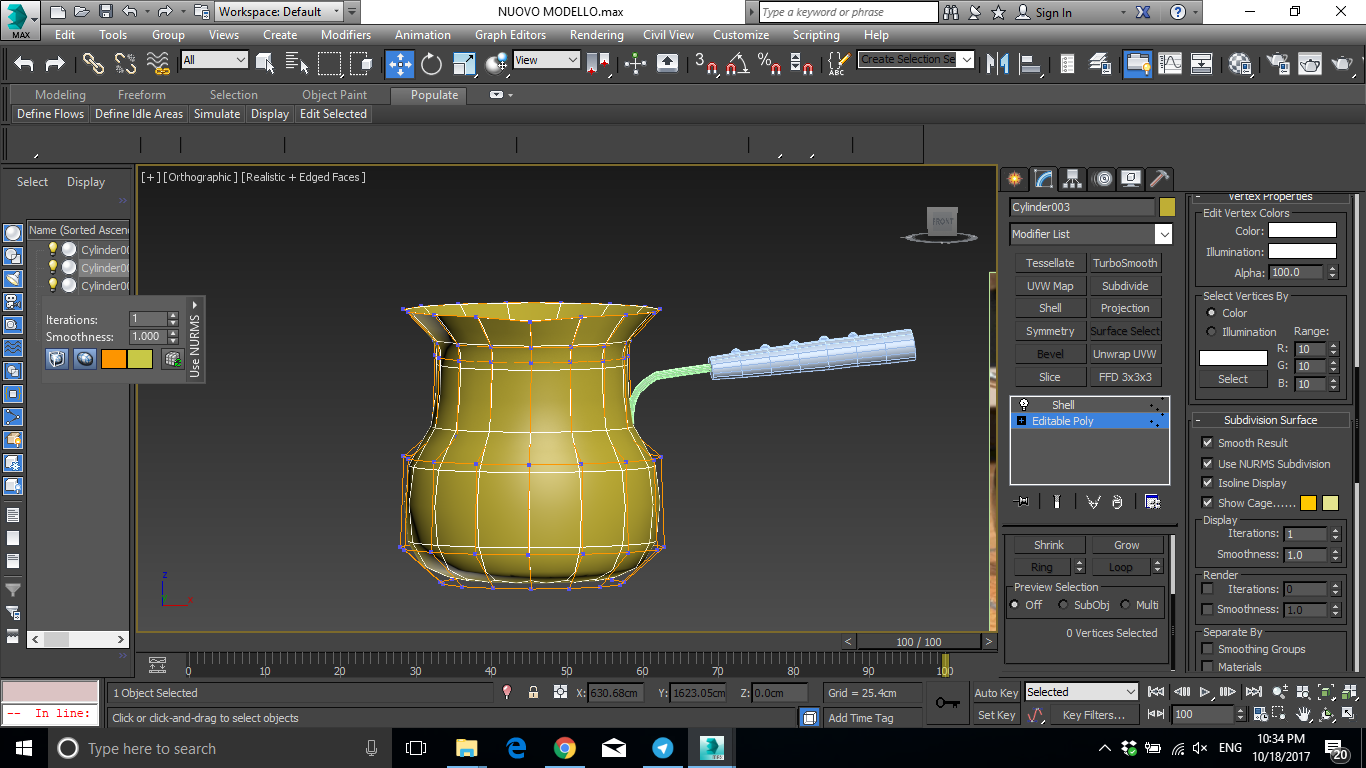 Workspace: Default
NUOVO MODELLO.max
Type a keyword or phrase
Sign In
MAX
Edit Tools Group Views Create Modifiers Animation Graph Editors Rendering Civil View Customize Scripting Help
All
View
3
%
ABC
Create Selection Se
Modeling Freeform Selection Object Paint Populate
Define Flows Define Idle Areas Simulate Display Edit Selected
Select Display
Name (Sorted Ascen
Cylinder00
Cylinder00
Cylinder00
Iterations: 1
Smoothness: 1.000
Use NURMS
[+] [Orthographic] [Realistic + Edged Faces]
FRONT
z
x
Cylinder003
Modifier List
Tessellate TurboSmooth
UVW Map Subdivide
Shell Projection
Symmetry Surface Select
Bevel Unwrap UVW
Slice FFD 3x3x3
Shell
Editable Poly
Shrink Grow
Ring Loop
Preview Selection
Off SubObj Multi
0 Vertices Selected
Vertex Properties
Edit Vertex Colors
Color:
Illumination:
Alpha: 100.0
Select Vertices By
Color
Illumination Range:
R: 10
G: 10
B: 10
Select
Subdivision Surface
Smooth Result
Use NURMS Subdivision
Isoline Display
Show Cage......
Display
Iterations: 1
Smoothness: 1.0
Render
Iterations: 0
Smoothness: 1.0
Separate By
Smoothing Groups
Materials
< 100 / 100 >
0 10 20 30 40 50 60 70 80 90 100
1 Object Selected
X: 630.68cm Y: 1623.05cm Z: 0.0cm
Grid = 25.4cm
Auto Key Selected
-- In line:
Click or click-and-drag to select objects
Add Time Tag
Set Key Key Filters...
100
Type here to search
ENG
10:34 PM
10/18/2017
20